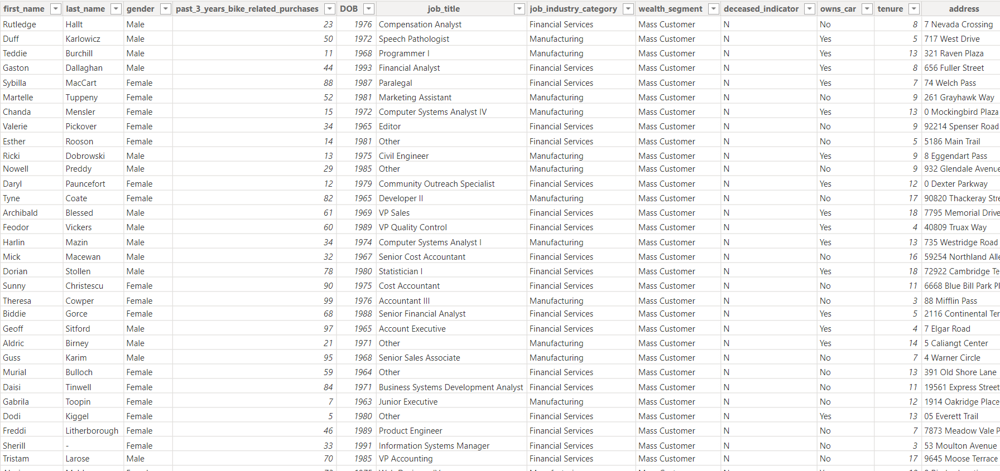 first_name last_name gender past_3_years_bike_related_purchases DOB job_title job_industry_category wealth_segment deceased_indicator owns_car tenure address
Rutledge Hallt Male 23 1976 Compensation Analyst Financial Services Mass Customer N No 8 7 Nevada Crossing
Duff Karlowicz Male 50 1972 Speech Pathologist Manufacturing Mass Customer N Yes 5 717 West Drive
Teddie Burchill Male 11 1968 Programmer I Manufacturing Mass Customer N Yes 13 321 Raven Plaza
Gaston Dallaghan Male 44 1993 Financial Analyst Financial Services Mass Customer N Yes 8 656 Fuller Street
Sybilla MacCart Female 88 1987 Paralegal Financial Services Mass Customer N Yes 7 74 Welch Pass
Martelle Tuppeny Female 52 1981 Marketing Assistant Manufacturing Mass Customer N No 9 261 Grayhawk Way
Chanda Mensler Female 15 1972 Computer Systems Analyst IV Manufacturing Mass Customer N Yes 13 0 Mockingbird Plaza
Valerie Pickover Female 34 1965 Editor Financial Services Mass Customer N No 9 92214 Spenser Road
Esther Rooson Female 14 1981 Other Financial Services Mass Customer N No 5 5186 Main Trail
Ricki Dobrowski Male 13 1975 Civil Engineer Manufacturing Mass Customer N Yes 9 8 Eggendart Pass
Nowell Preddy Male 29 1985 Other Manufacturing Mass Customer N No 9 932 Glendale Avenue
Daryl Pauncefort Female 12 1979 Community Outreach Specialist Financial Services Mass Customer N Yes 12 0 Dexter Parkway
Tyne Coate Female 82 1965 Developer II Manufacturing Mass Customer N No 17 90820 Thackeray Stre
Archibald Blessed Male 61 1969 VP Sales Financial Services Mass Customer N Yes 18 7795 Memorial Drive
Feodor Vickers Male 60 1989 VP Quality Control Financial Services Mass Customer N Yes 4 40809 Truax Way
Harlin Mazin Male 34 1974 Computer Systems Analyst I Manufacturing Mass Customer N Yes 13 735 Westridge Road
Mick Macewan Male 32 1967 Senior Cost Accountant Financial Services Mass Customer N No 16 59254 Northland Alle
Dorian Stollen Male 78 1980 Statistician I Financial Services Mass Customer N Yes 18 72922 Cambridge Te
Sunny Christescu Female 90 1975 Cost Accountant Financial Services Mass Customer N No 11 6668 Blue Bill Park Pl
Theresa Cowper Female 99 1976 Accountant III Manufacturing Mass Customer N No 3 88 Mifflin Pass
Biddie Gorce Female 68 1988 Senior Financial Analyst Financial Services Mass Customer N Yes 5 2116 Continental Ter
Geoff Sitford Male 97 1965 Account Executive Financial Services Mass Customer N Yes 4 7 Elgar Road
Aldric Birney Male 21 1971 Other Manufacturing Mass Customer N Yes 14 5 Caliangt Center
Guss Karim Male 95 1968 Senior Sales Associate Manufacturing Mass Customer N No 7 4 Warner Circle
Murial Bulloch Female 59 1964 Other Financial Services Mass Customer N No 13 391 Old Shore Lane
Daisi Tinwell Female 84 1971 Business Systems Development Analyst Financial Services Mass Customer N No 11 19561 Express Street
Gabrila Toopin Female 7 1963 Junior Executive Manufacturing Mass Customer N No 12 1914 Oakridge Place
Dodi Kiggel Female 5 1980 Other Financial Services Mass Customer N Yes 13 05 Everett Trail
Freddi Litherborough Female 46 1989 Product Engineer Financial Services Mass Customer N No 7 7873 Meadow Vale P
Sherill - Female 33 1991 Information Systems Manager Financial Services Mass Customer N No 3 53 Moulton Avenue
Tristam Larose Male 70 1985 VP Accounting Financial Services Mass Customer N No 17 9645 Moose Terrace